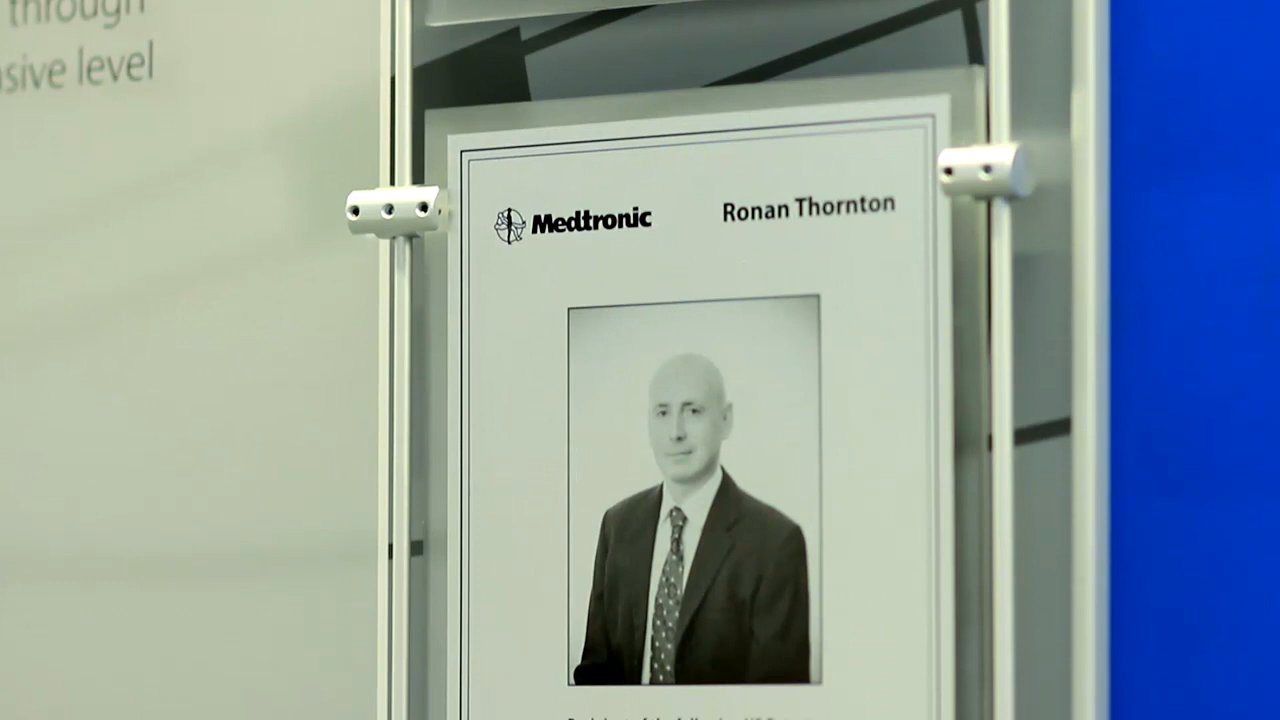 through
sive level
Medtronic
Ronan Thornton